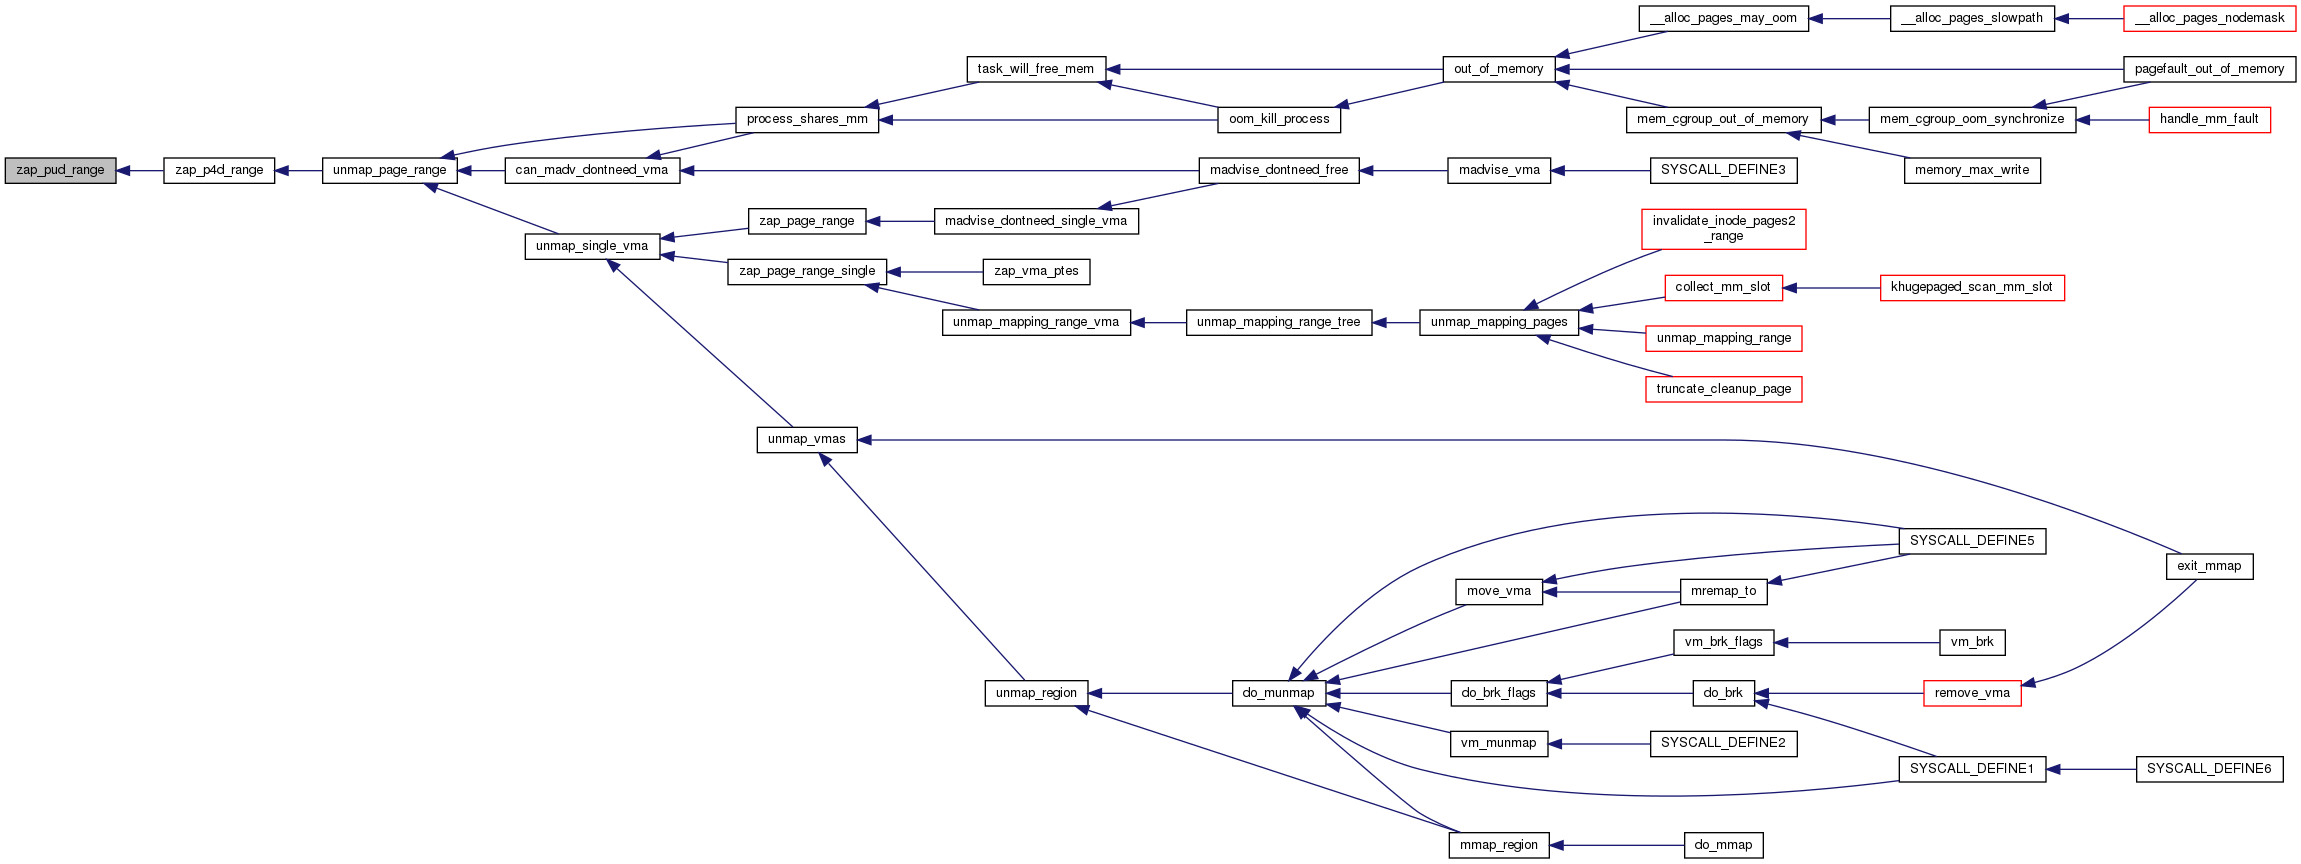 __alloc_pages_may_oom
__alloc_pages_slowpath
__alloc_pages_nodemask
task_will_free_mem
out_of_memory
pagefault_out_of_memory
process_shares_mm
oom_kill_process
mem_cgroup_out_of_memory
mem_cgroup_oom_synchronize
handle_mm_fault
zap_pud_range
zap_p4d_range
unmap_page_range
can_madv_dontneed_vma
madvise_dontneed_free
madvise_vma
SYSCALL_DEFINE3
memory_max_write
zap_page_range
madvise_dontneed_single_vma
invalidate_inode_pages2
_range
unmap_single_vma
zap_page_range_single
zap_vma_ptes
collect_mm_slot
khugepaged_scan_mm_slot
unmap_mapping_range_vma
unmap_mapping_range_tree
unmap_mapping_pages
unmap_mapping_range
truncate_cleanup_page
unmap_vmas
SYSCALL_DEFINE5
exit_mmap
move_vma
mremap_to
vm_brk_flags
vm_brk
unmap_region
do_munmap
do_brk_flags
do_brk
remove_vma
vm_munmap
SYSCALL_DEFINE2
SYSCALL_DEFINE1
SYSCALL_DEFINE6
mmap_region
do_mmap